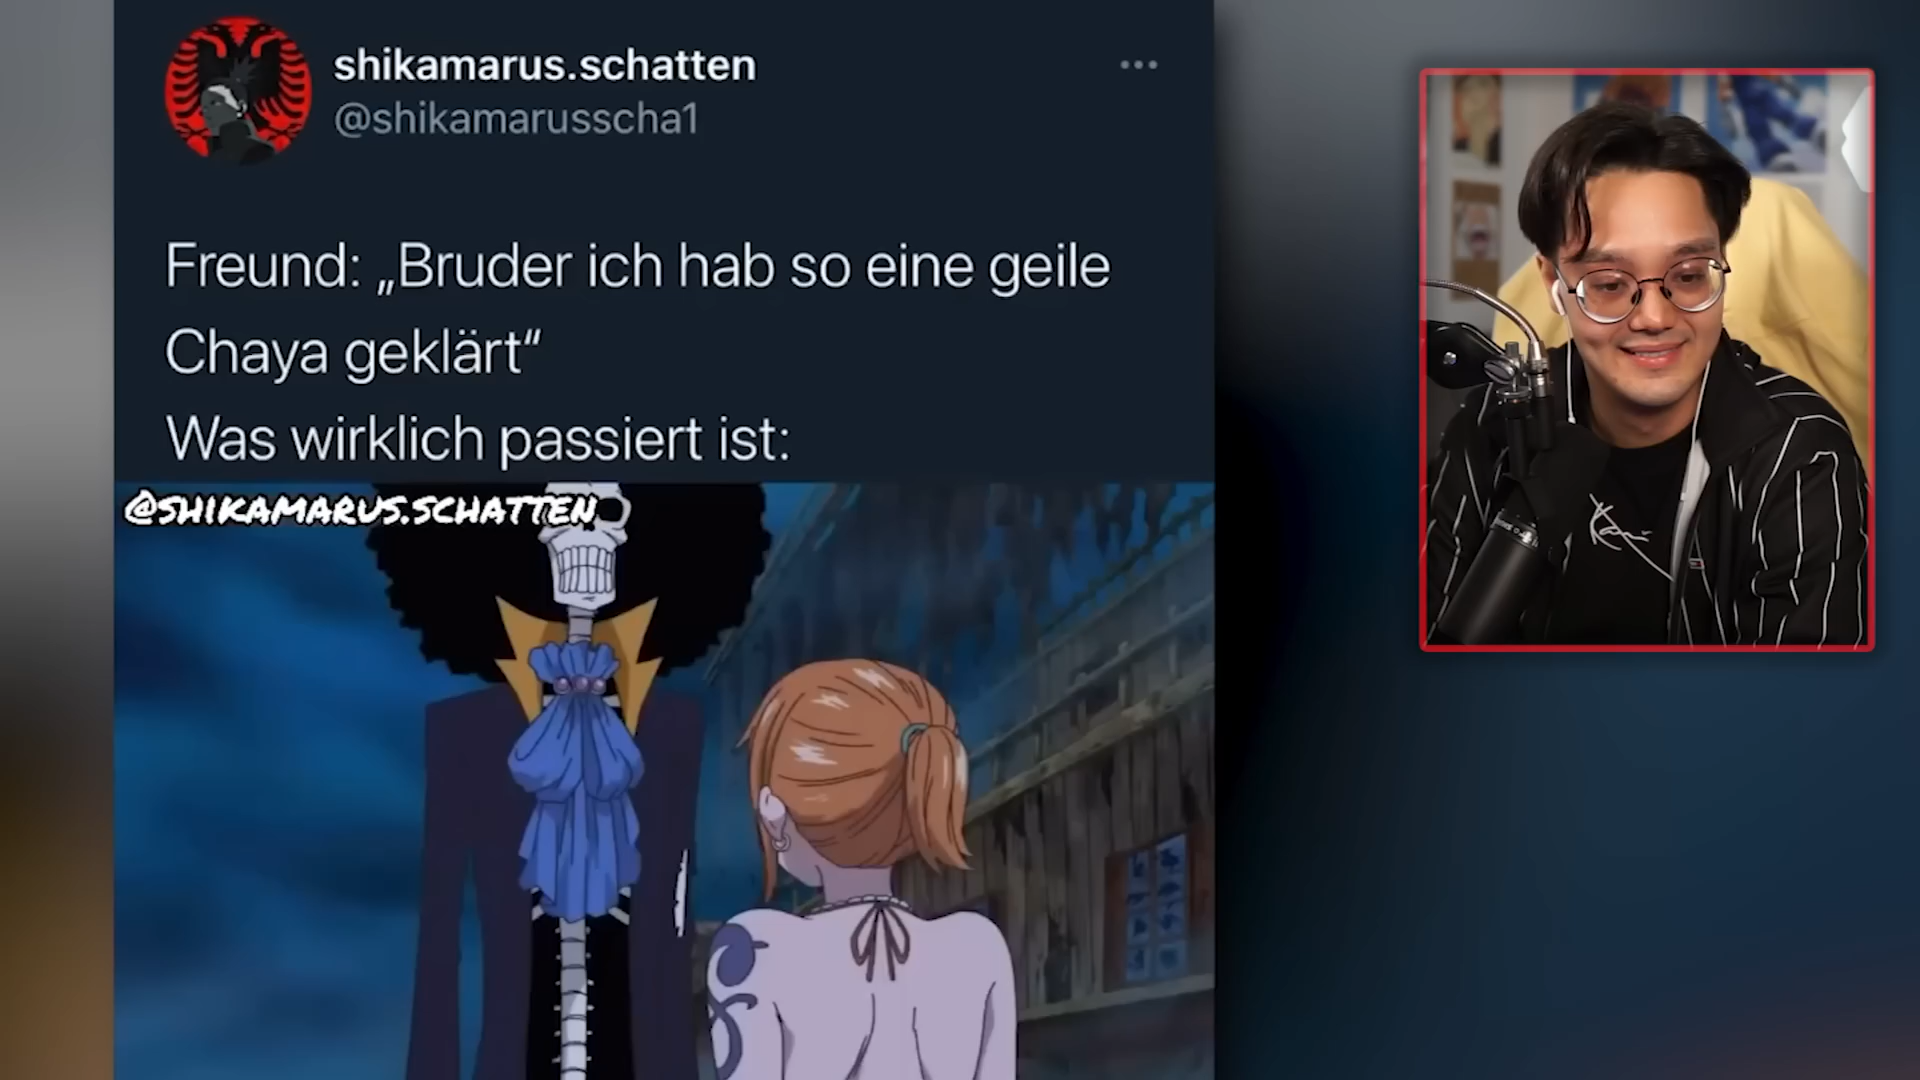 shikamarus.schatten
@shikamarusscha1
Freund: „Bruder ich hab so eine geile
Chaya geklärt“
Was wirklich passiert ist:
@SHIKAMARUS.SCHATTEN